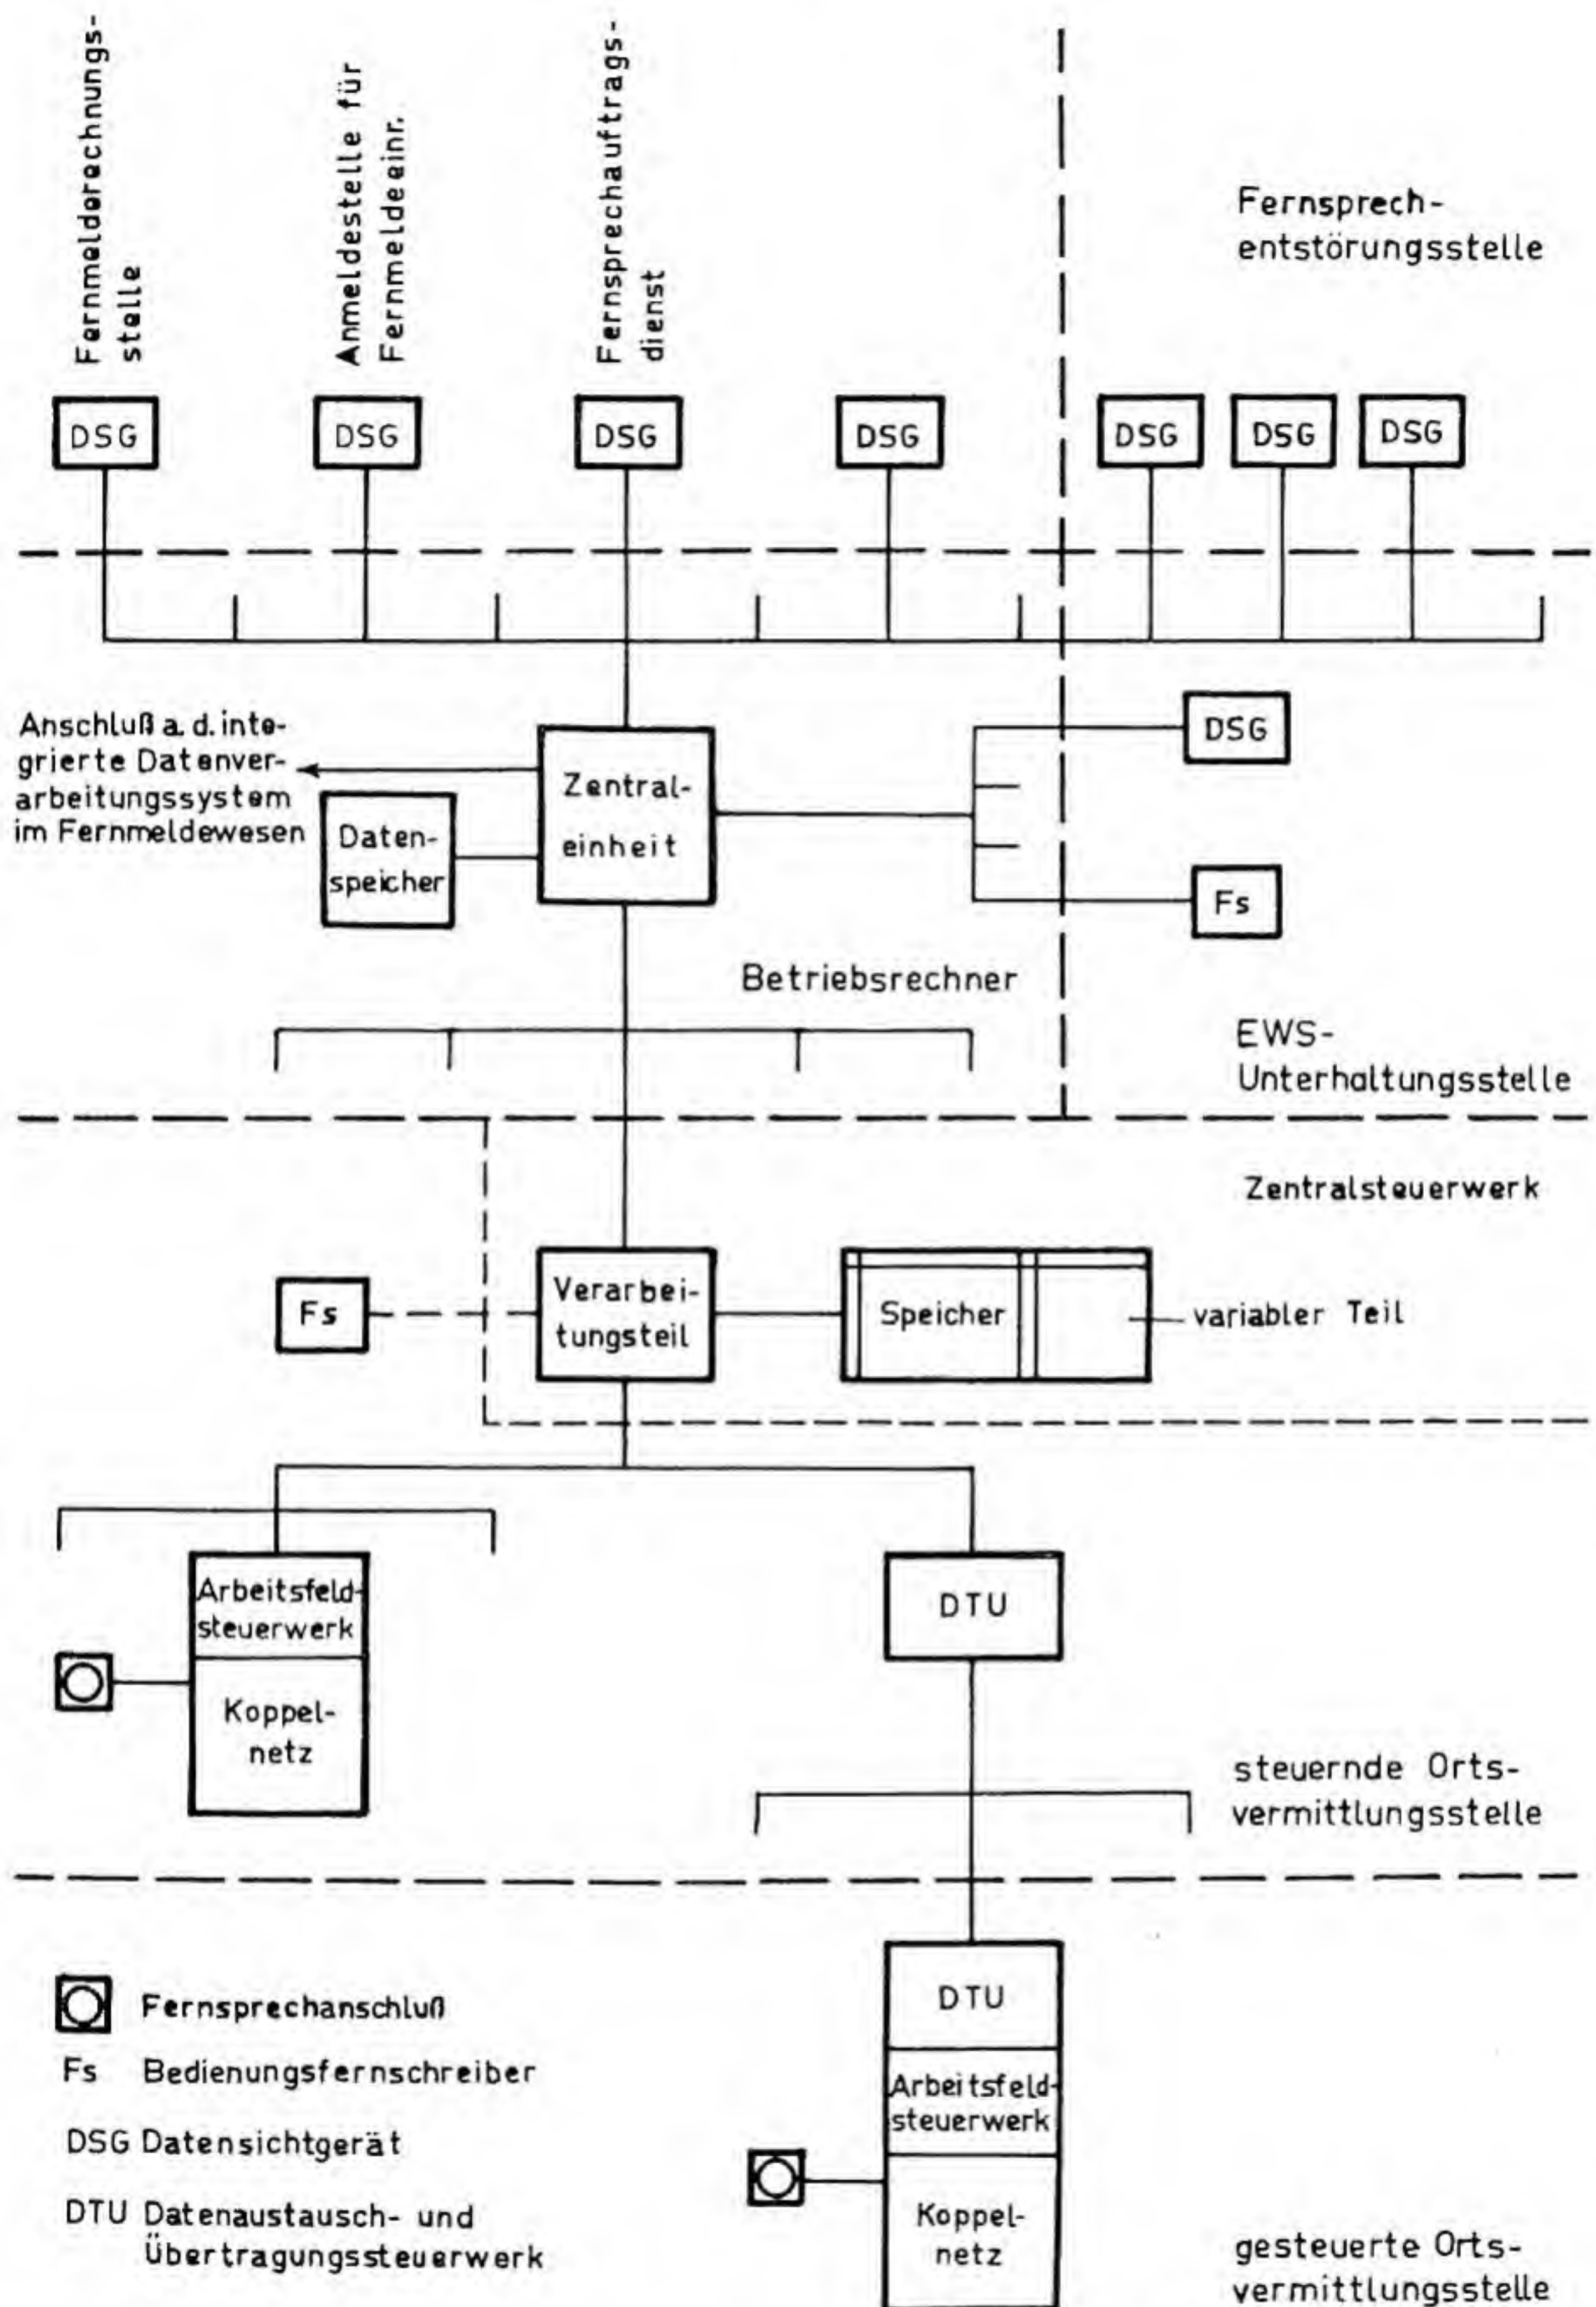 Fernmelderechnungs-
stelle
Anmeldestelle für
Fernmeldeeinr.
Fernsprechauftrags-
dienst
Fernsprech-
entstörungsstelle
DSG
DSG
DSG
DSG
DSG
DSG
DSG
Anschluß a. d. inte-
grierte Datenver-
arbeitungssystem
im Fernmeldewesen
Daten-
speicher
Zentral-
einheit
DSG
Fs
Betriebsrechner
EWS-
Unterhaltungsstelle
Zentralsteuerwerk
Fs
Verarbei-
tungsteil
Speicher
variabler Teil
Arbeitsfeld-
steuerwerk
Koppel-
netz
DTU
steuernde Orts-
vermittlungsstelle
DTU
Arbeitsfeld-
steuerwerk
Koppel-
netz
gesteuerte Orts-
vermittlungsstelle
Fernsprechanschluß
Fs Bedienungsfernschreiber
DSG Datensichtgerät
DTU Datenaustausch- und
Übertragungssteuerwerk